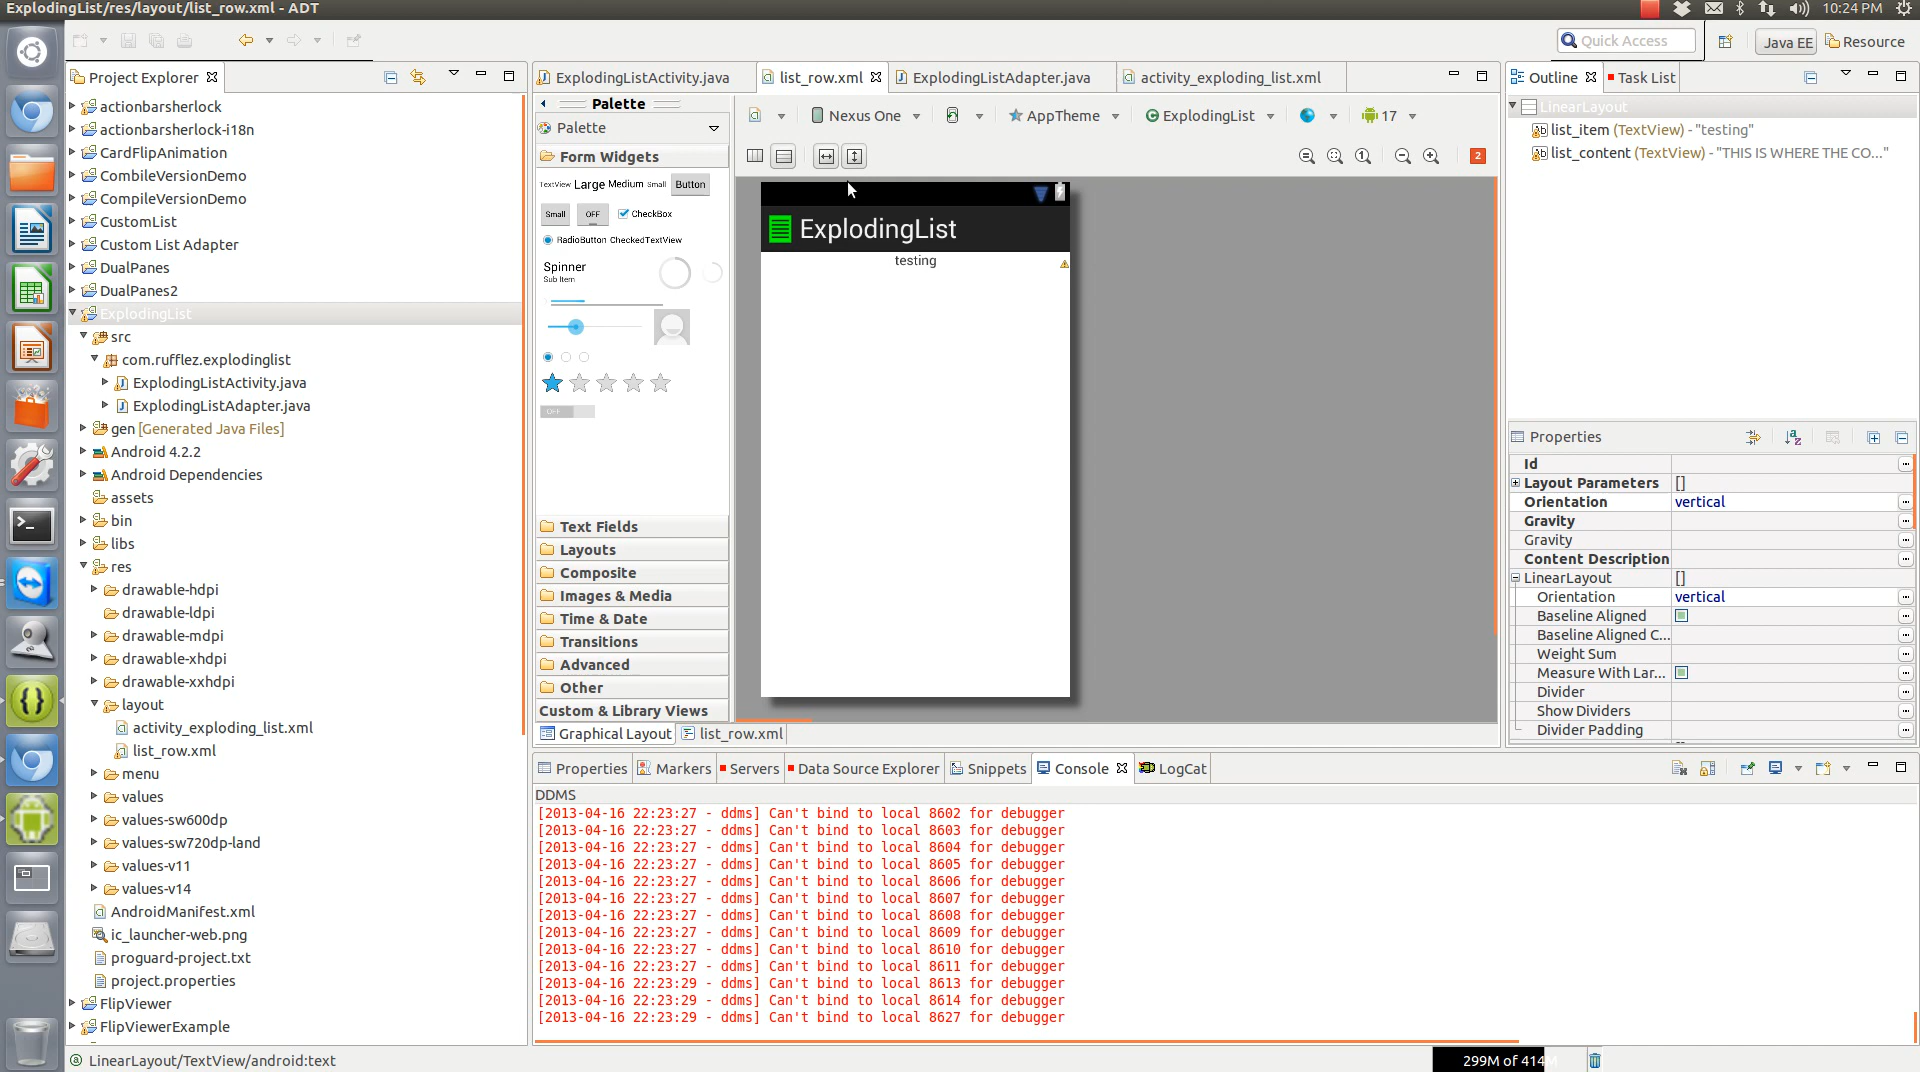 ExplodingList/res/layout/list_row.xml - ADT
10:24 PM
Quick Access
Java EE
Resource
Project Explorer
actionbarsherlock
actionbarsherlock-i18n
CardFlipAnimation
CombileVersionDemo
CompileVersionDemo
CustomList
Custom List Adapter
DualPanes
DualPanes2
ExplodingList
src
com.rufflez.explodinglist
ExplodingListActivity.java
ExplodingListAdapter.java
gen [Generated Java Files]
Android 4.2.2
Android Dependencies
assets
bin
libs
res
drawable-hdpi
drawable-ldpi
drawable-mdpi
drawable-xhdpi
drawable-xxhdpi
layout
activity_exploding_list.xml
list_row.xml
menu
values
values-sw600dp
values-sw720dp-land
values-v11
values-v14
AndroidManifest.xml
ic_launcher-web.png
proguard-project.txt
project.properties
FlipViewer
FlipViewerExample
ExplodingListActivity.java
list_row.xml
ExplodingListAdapter.java
activity_exploding_list.xml
Palette
Palette
Form Widgets
TextView Large Medium Small Button
Small OFF CheckBox
RadioButton CheckedTextView
Spinner
Sub Item
OFF
Text Fields
Layouts
Composite
Images & Media
Time & Date
Transitions
Advanced
Other
Custom & Library Views
Nexus One
AppTheme
ExplodingList
17
1
2
ExplodingList
testing
Graphical Layout
list_row.xml
Outline
Task List
LinearLayout
list_item (TextView) - "testing"
list_content (TextView) - "THIS IS WHERE THE CO..."
Properties
Id
Layout Parameters []
Orientation vertical
Gravity
Gravity
Content Description
LinearLayout []
Orientation vertical
Baseline Aligned
Baseline Aligned C...
Weight Sum
Measure With Lar...
Divider
Show Dividers
Divider Padding
Properties
Markers
Servers
Data Source Explorer
Snippets
Console
LogCat
DDMS
[2013-04-16 22:23:27 - ddms] Can't bind to local 8602 for debugger
[2013-04-16 22:23:27 - ddms] Can't bind to local 8603 for debugger
[2013-04-16 22:23:27 - ddms] Can't bind to local 8604 for debugger
[2013-04-16 22:23:27 - ddms] Can't bind to local 8605 for debugger
[2013-04-16 22:23:27 - ddms] Can't bind to local 8606 for debugger
[2013-04-16 22:23:27 - ddms] Can't bind to local 8607 for debugger
[2013-04-16 22:23:27 - ddms] Can't bind to local 8608 for debugger
[2013-04-16 22:23:27 - ddms] Can't bind to local 8609 for debugger
[2013-04-16 22:23:27 - ddms] Can't bind to local 8610 for debugger
[2013-04-16 22:23:27 - ddms] Can't bind to local 8611 for debugger
[2013-04-16 22:23:29 - ddms] Can't bind to local 8613 for debugger
[2013-04-16 22:23:29 - ddms] Can't bind to local 8614 for debugger
[2013-04-16 22:23:29 - ddms] Can't bind to local 8627 for debugger
LinearLayout/TextView/android:text
299M of 414M